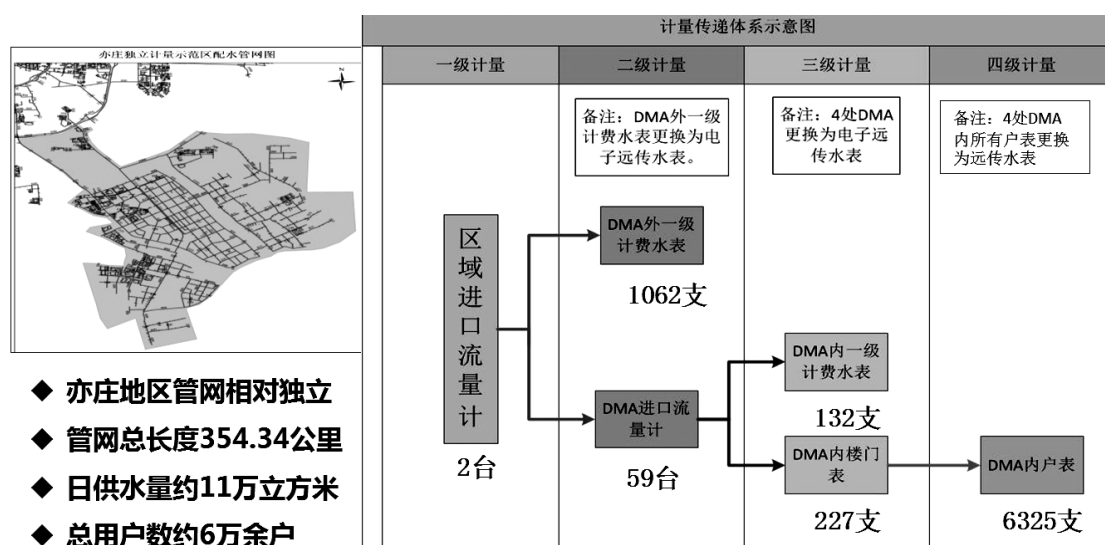 亦庄独立计量示范区配水管网图
◆ 亦庄地区管网相对独立
◆ 管网总长度354.34公里
◆ 日供水量约11万立方米
◆ 总用户数约6万余户
计量传递体系示意图
一级计量
二级计量
三级计量
四级计量
备注：DMA外一级
计费水表更换为电
子远传水表。
备注：4处DMA
更换为电子远
传水表
备注：4处DMA
内所有户表更换
为远传水表
区
域
进
口
流
量
计
2台
DMA外一级
计费水表
1062支
DMA进口流
量计
59台
DMA内一级
计费水表
132支
DMA内楼门
表
227支
DMA内户表
6325支